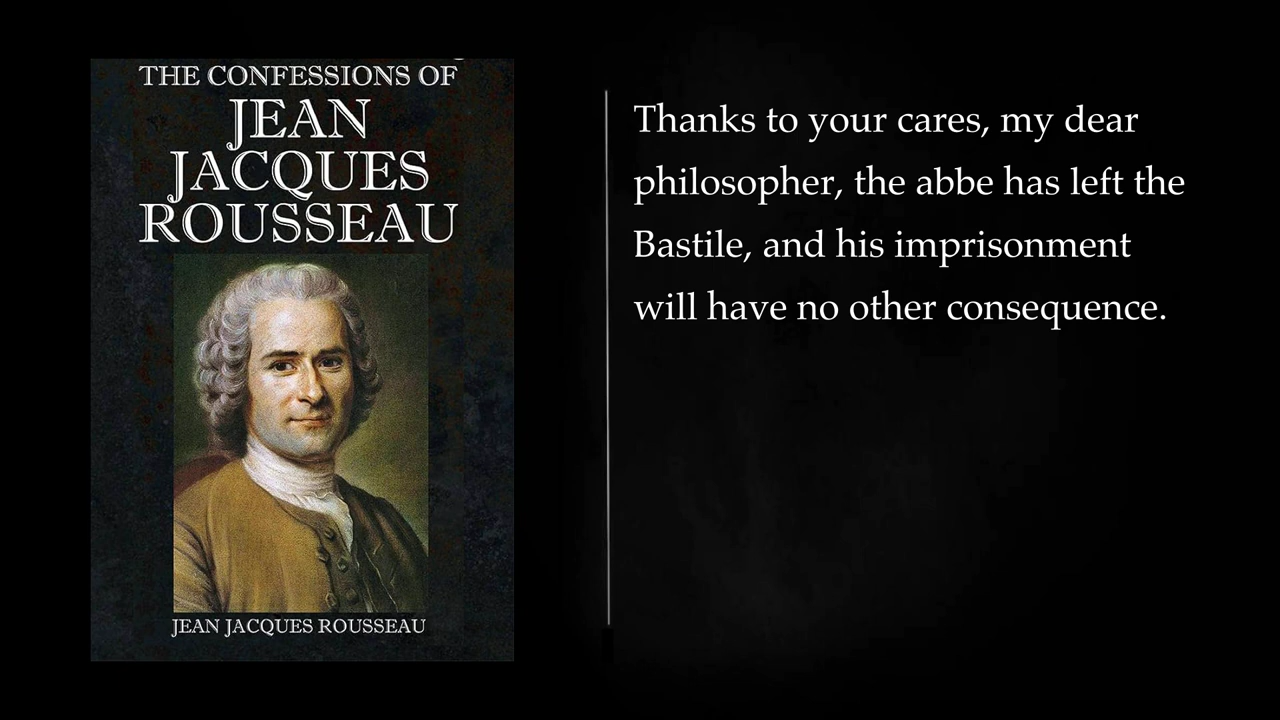 THE CONFESSIONS OF
JEAN
JACQUES
ROUSSEAU
JEAN JACQUES ROUSSEAU
Thanks to your cares, my dear
philosopher, the abbe has left the
Bastile, and his imprisonment
will have no other consequence.